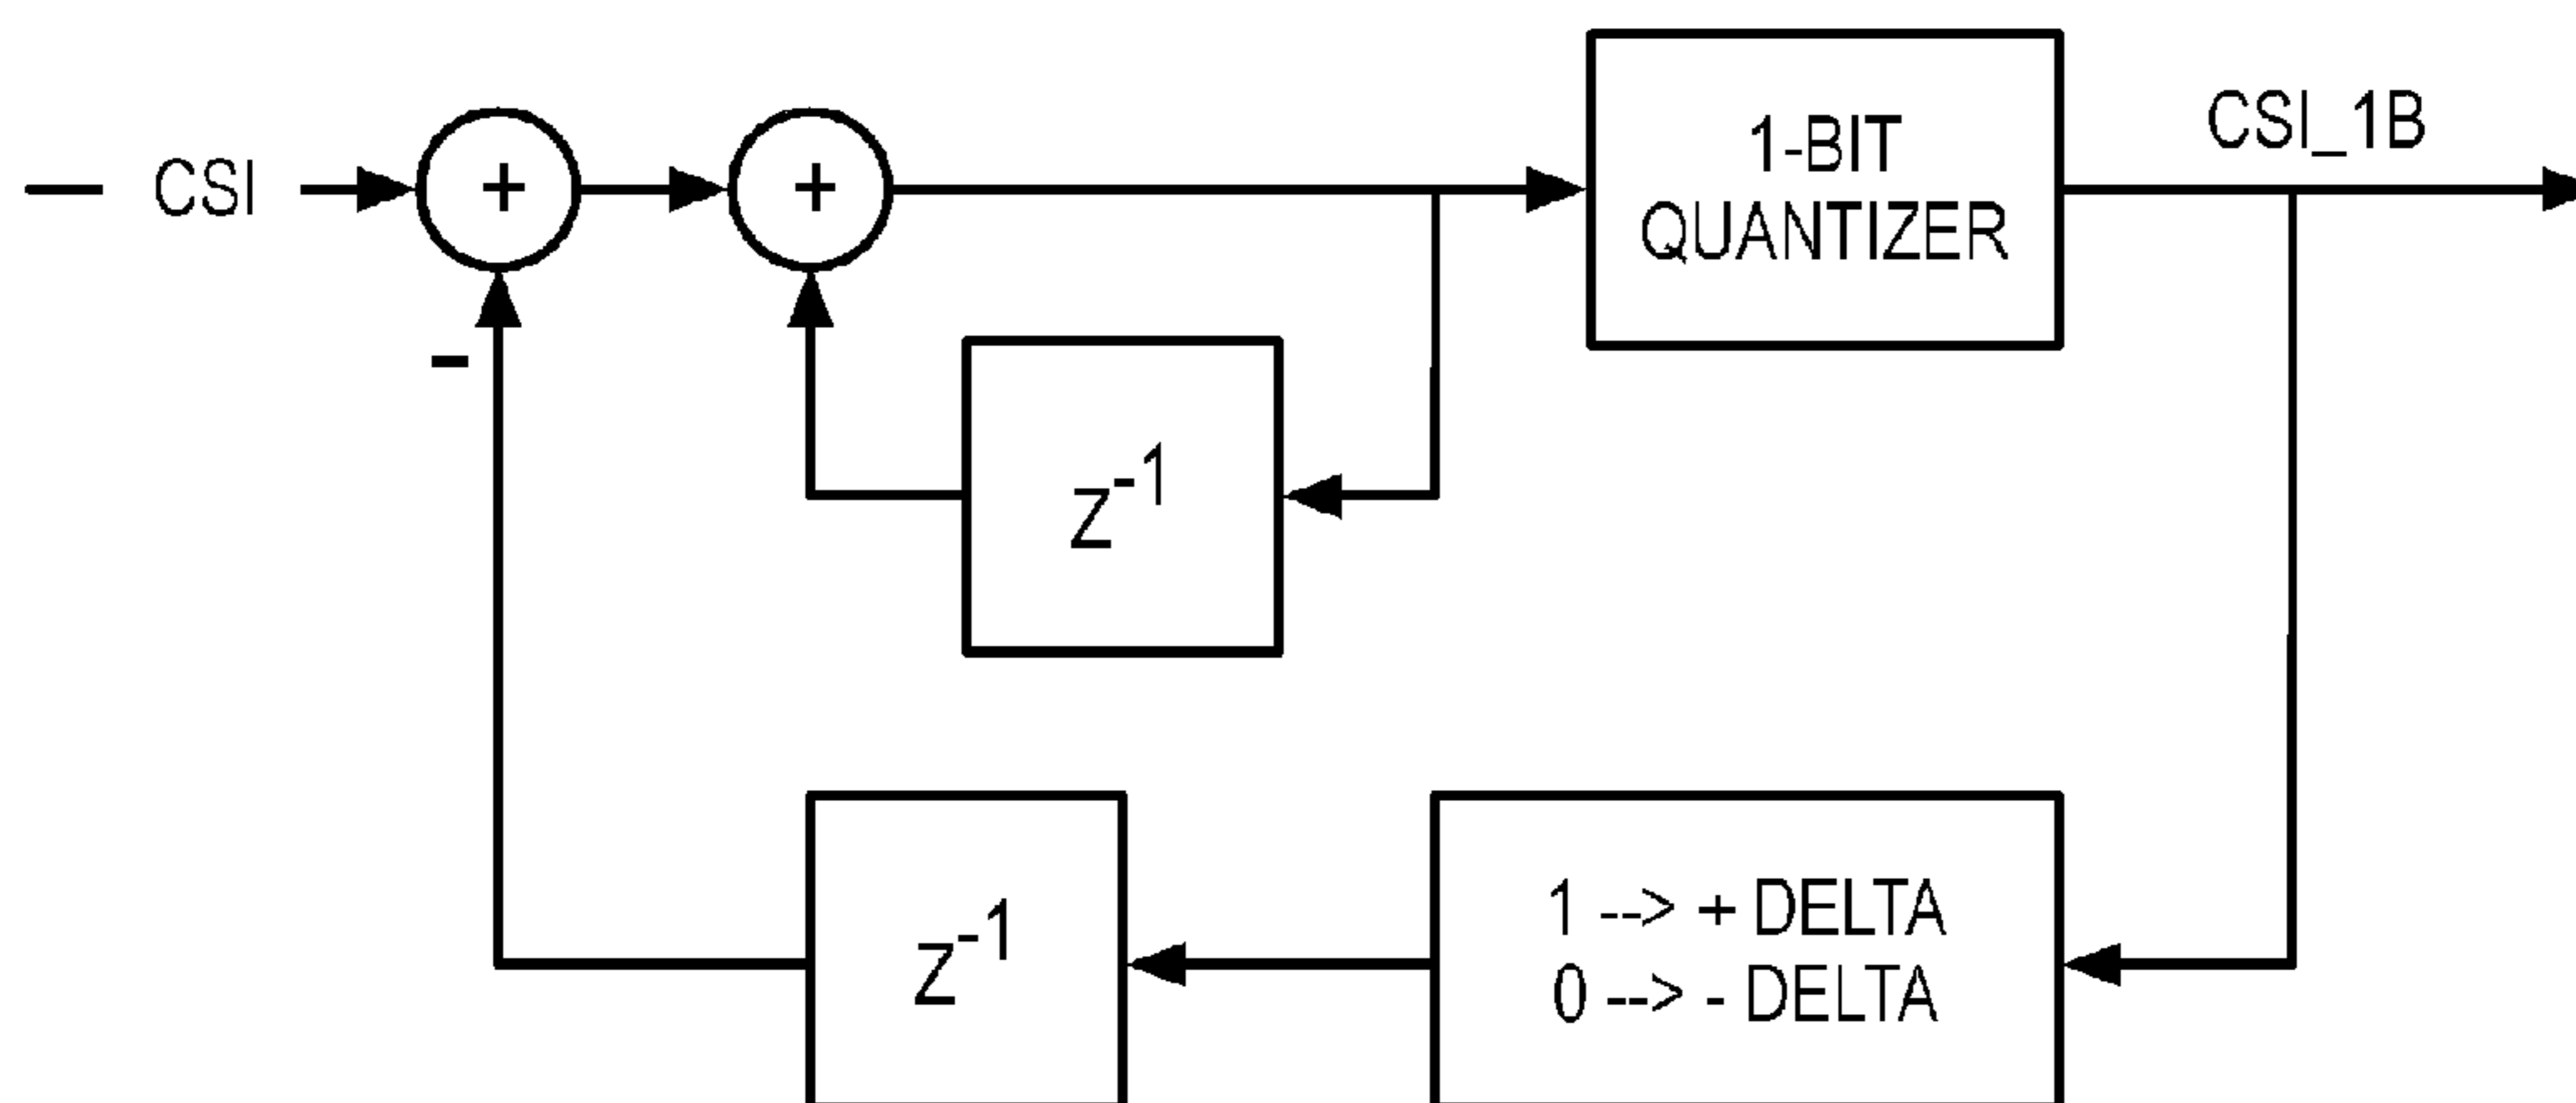 CSI
+
+
1-BIT
QUANTIZER
CSI_1B
-
Z-1
Z-1
1 --> + DELTA
0 --> - DELTA